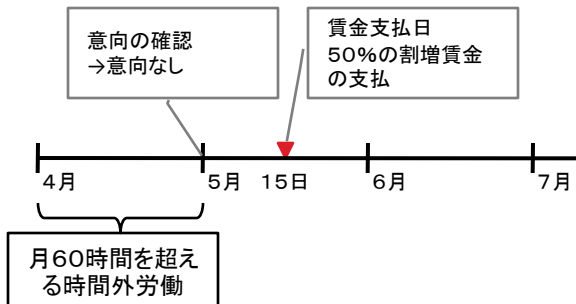 意向の確認
→意向なし
賃金支払日
50%の割増賃金
の支払
4月
5月
15日
6月
7月
月60時間を超え
る時間外労働